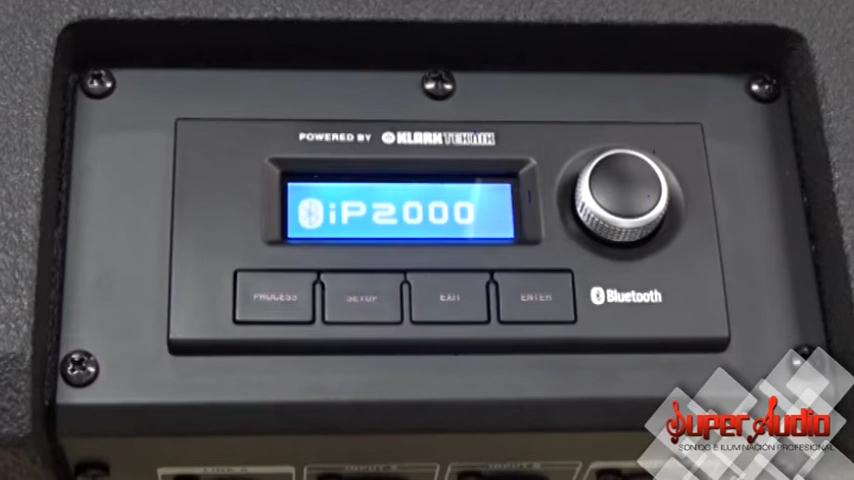 POWERED BY KLARK TEKNIK
iP2000
PROCESS SETUP EXIT ENTER
Bluetooth
Super Audio
SONIDO E ILUMINACIÓN PROFESIONAL